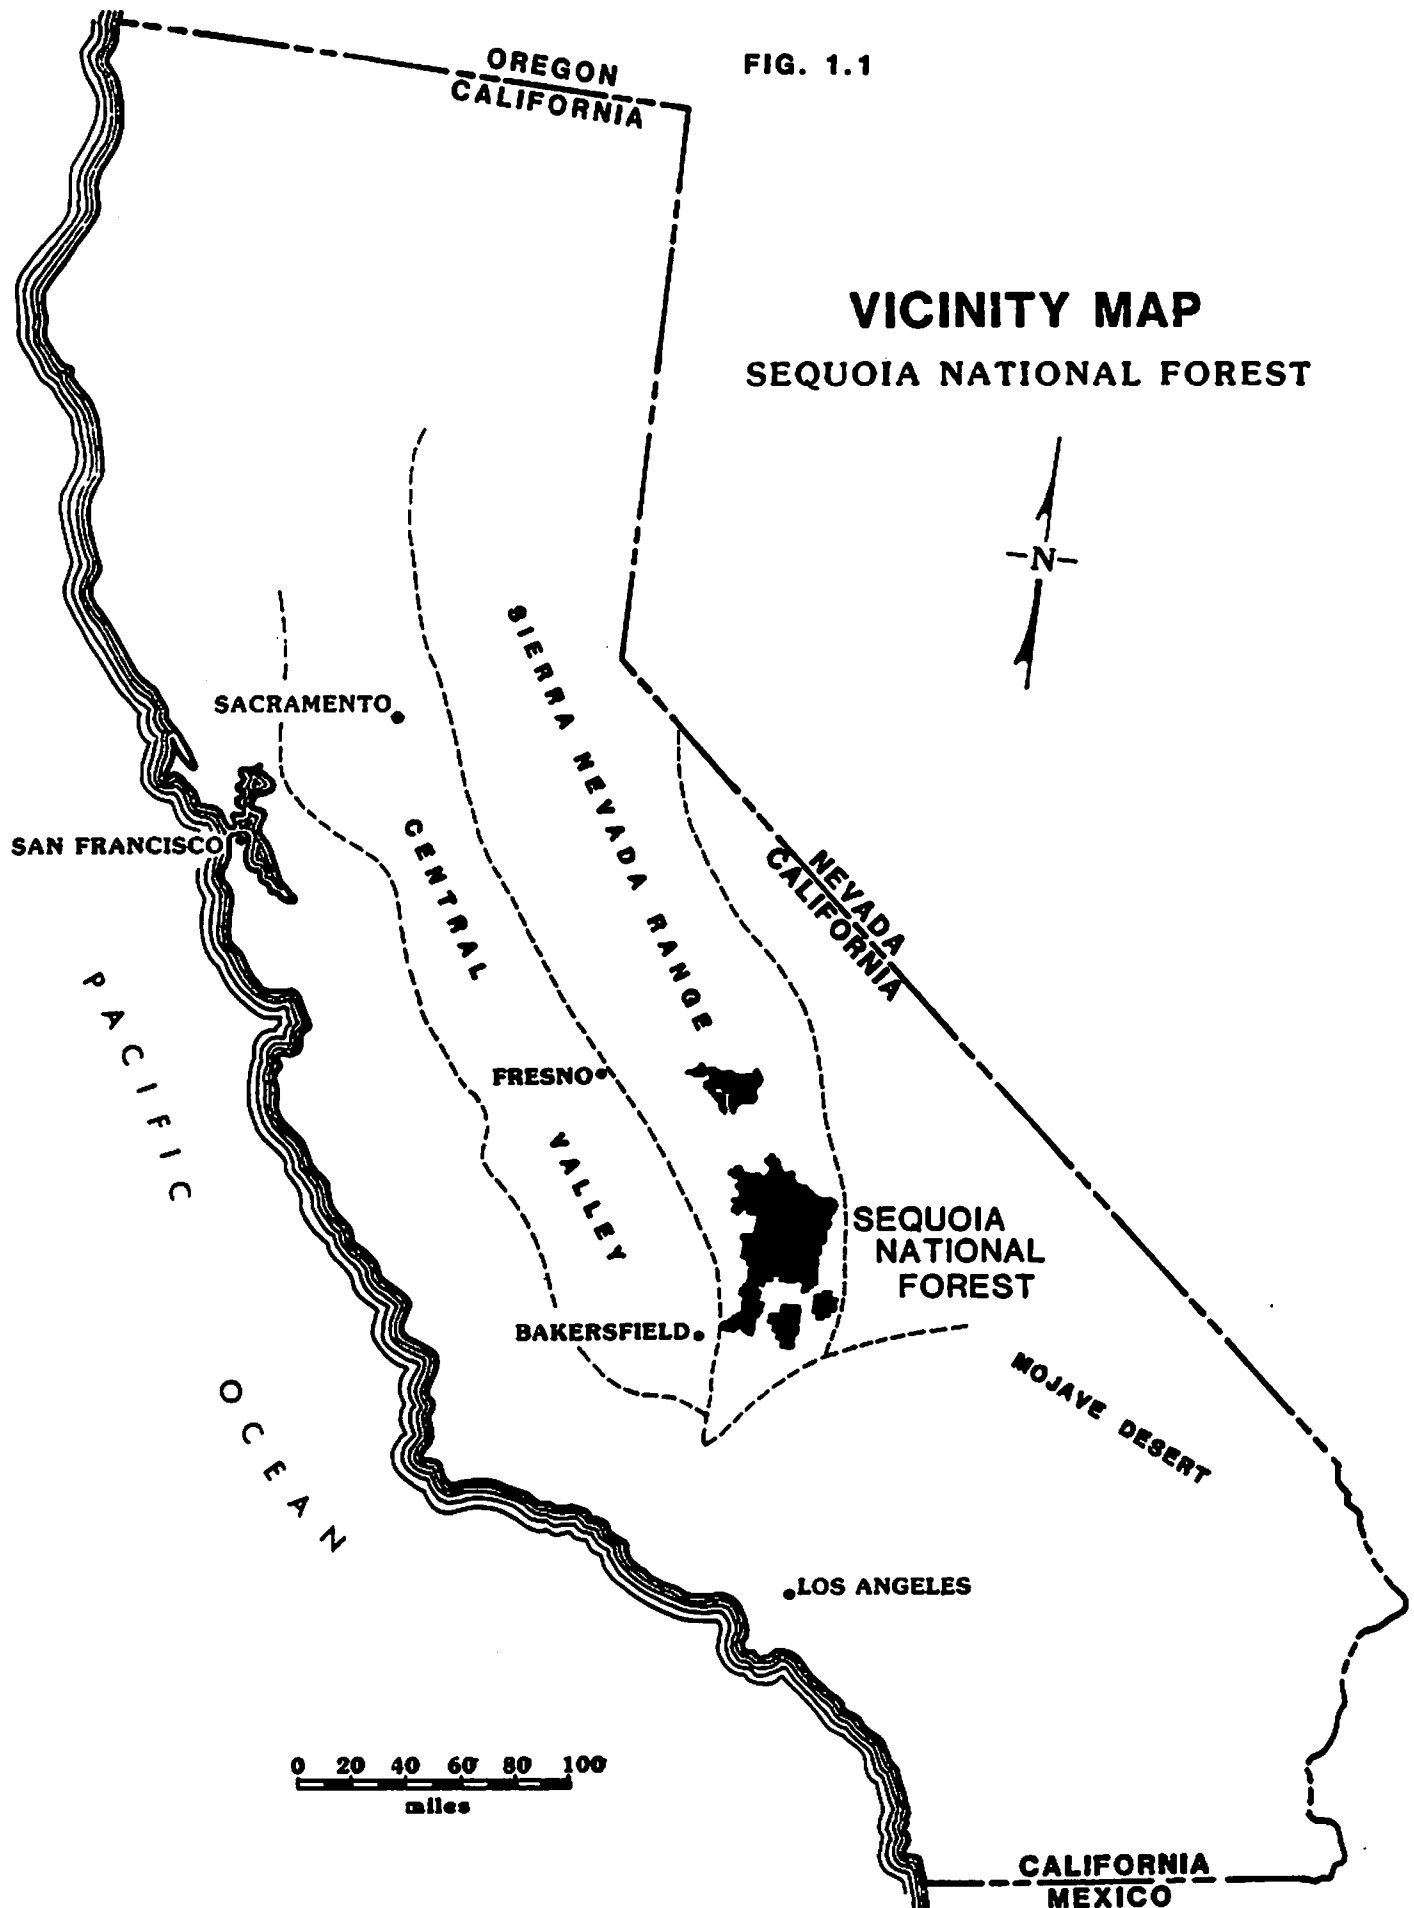 FIG. 1.1
OREGON
CALIFORNIA
VICINITY MAP
SEQUOIA NATIONAL FOREST
N
SIERRA NEVADA RANGE
SACRAMENTO
SAN FRANCISCO
CENTRAL
VALLEY
NEVADA
CALIFORNIA
PACIFIC
OCEAN
FRESNO
SEQUOIA
NATIONAL
FOREST
BAKERSFIELD
MOJAVE DESERT
LOS ANGELES
0 20 40 60 80 100
miles
CALIFORNIA
MEXICO